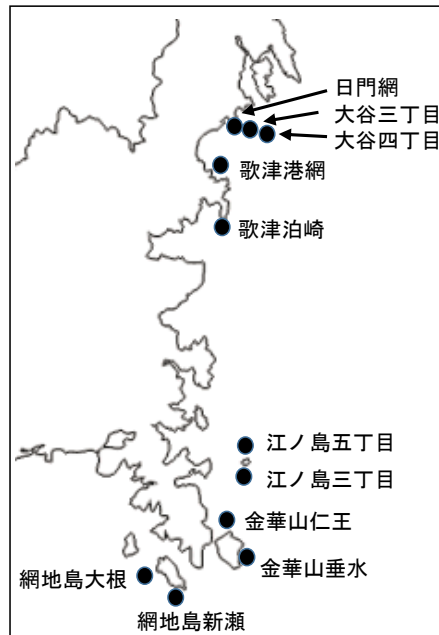 日門網
大谷三丁目
大谷四丁目
歌津港網
歌津泊崎
江ノ島五丁目
江ノ島三丁目
金華山仁王
金華山垂水
網地島大根
網地島新瀬